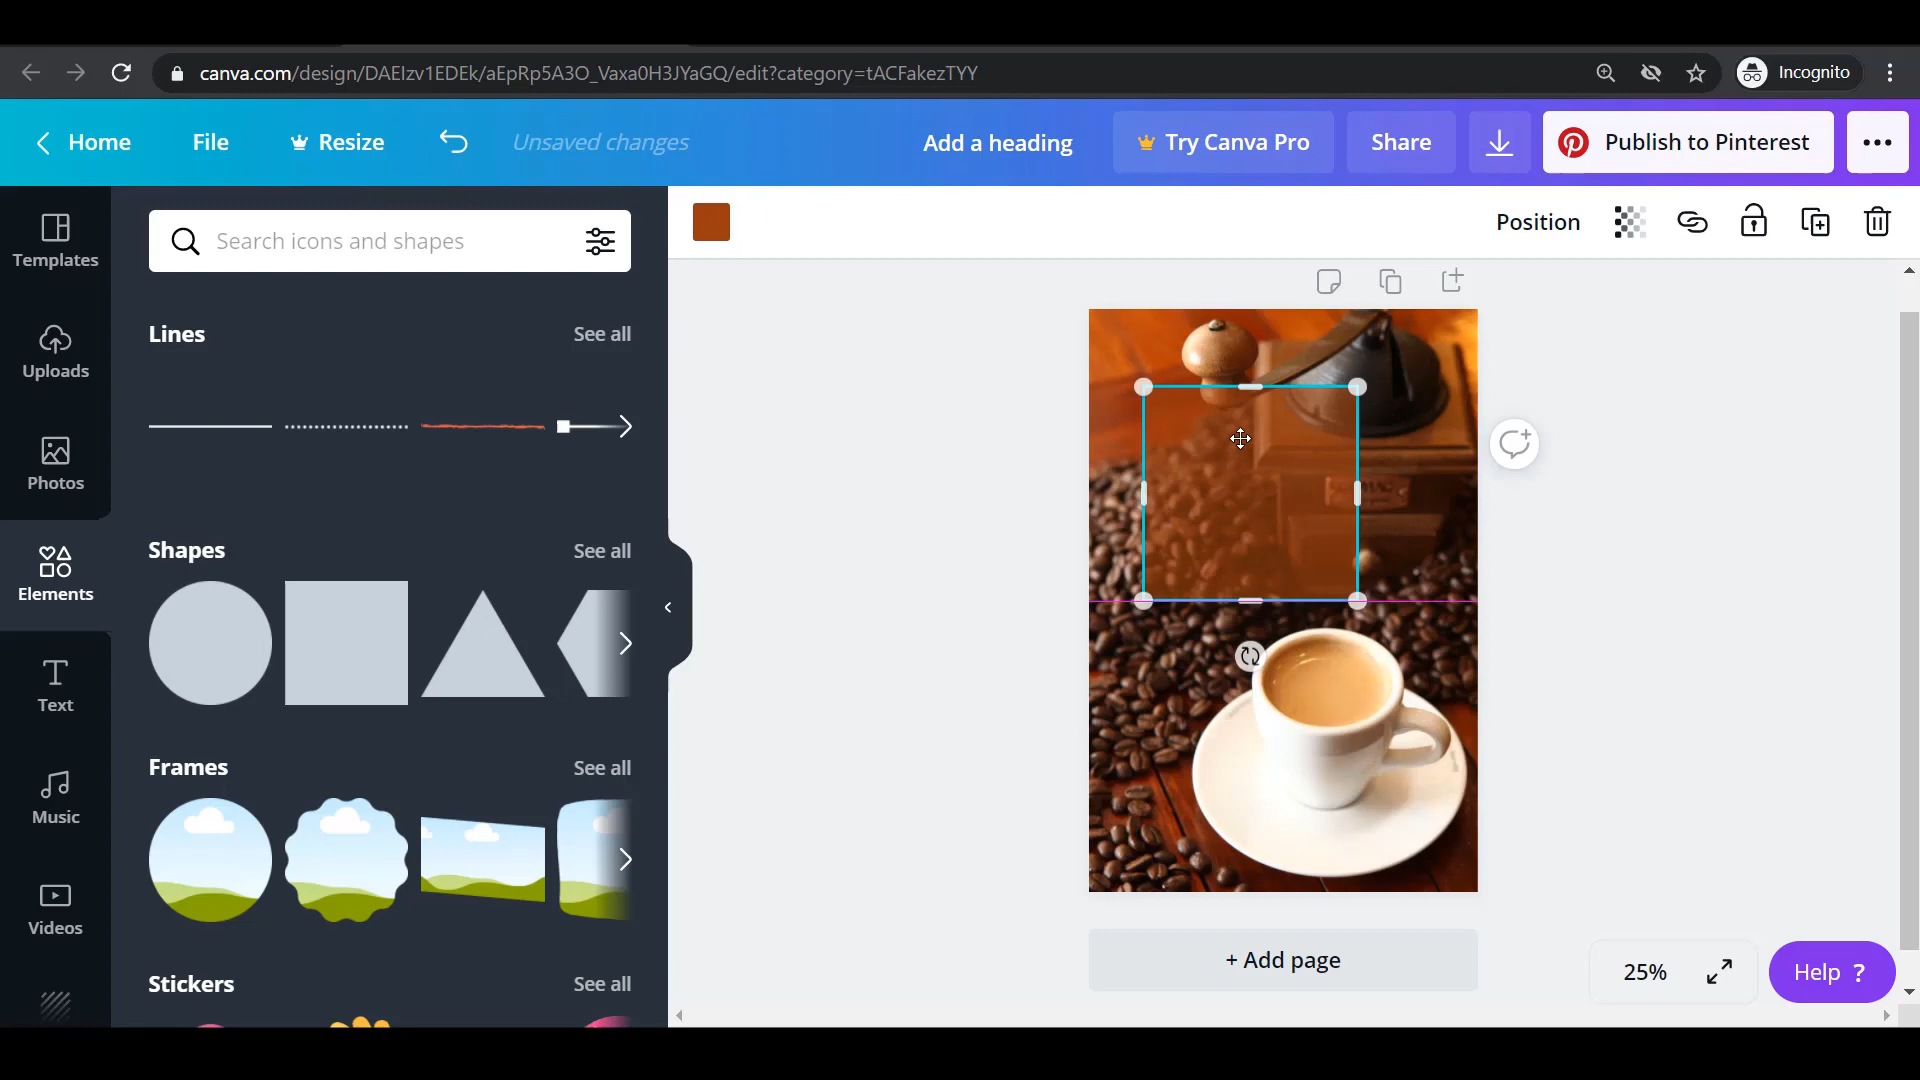 canva.com/design/DAEIzv1EDEk/aEpRp5A3O_Vaxa0H3JYaGQ/edit?category=tACFakezTYY
Incognito
Home
File
Resize
Unsaved changes
Add a heading
Try Canva Pro
Share
Publish to Pinterest
Templates
Search icons and shapes
Position
Uploads
Lines
See all
Photos
Elements
Shapes
See all
Text
Frames
See all
Music
Videos
Stickers
See all
+ Add page
25%
Help ?